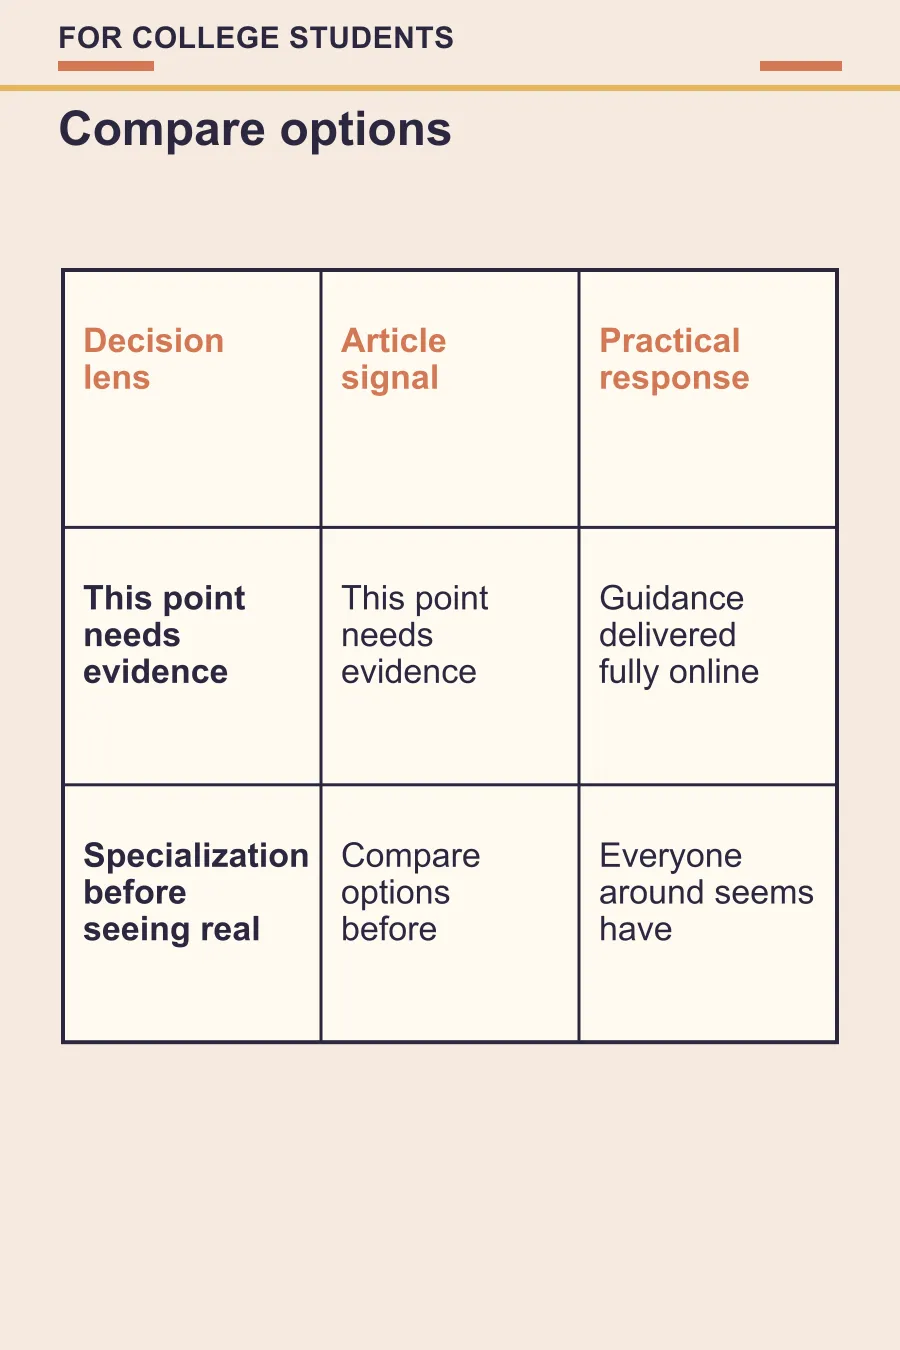 FOR COLLEGE STUDENTS
Compare options
Decision
lens
Article
signal
Practical
response
This point
needs
evidence
This point
needs
evidence
Guidance
delivered
fully online
Specialization
before
seeing real
Compare
options
before
Everyone
around seems
have